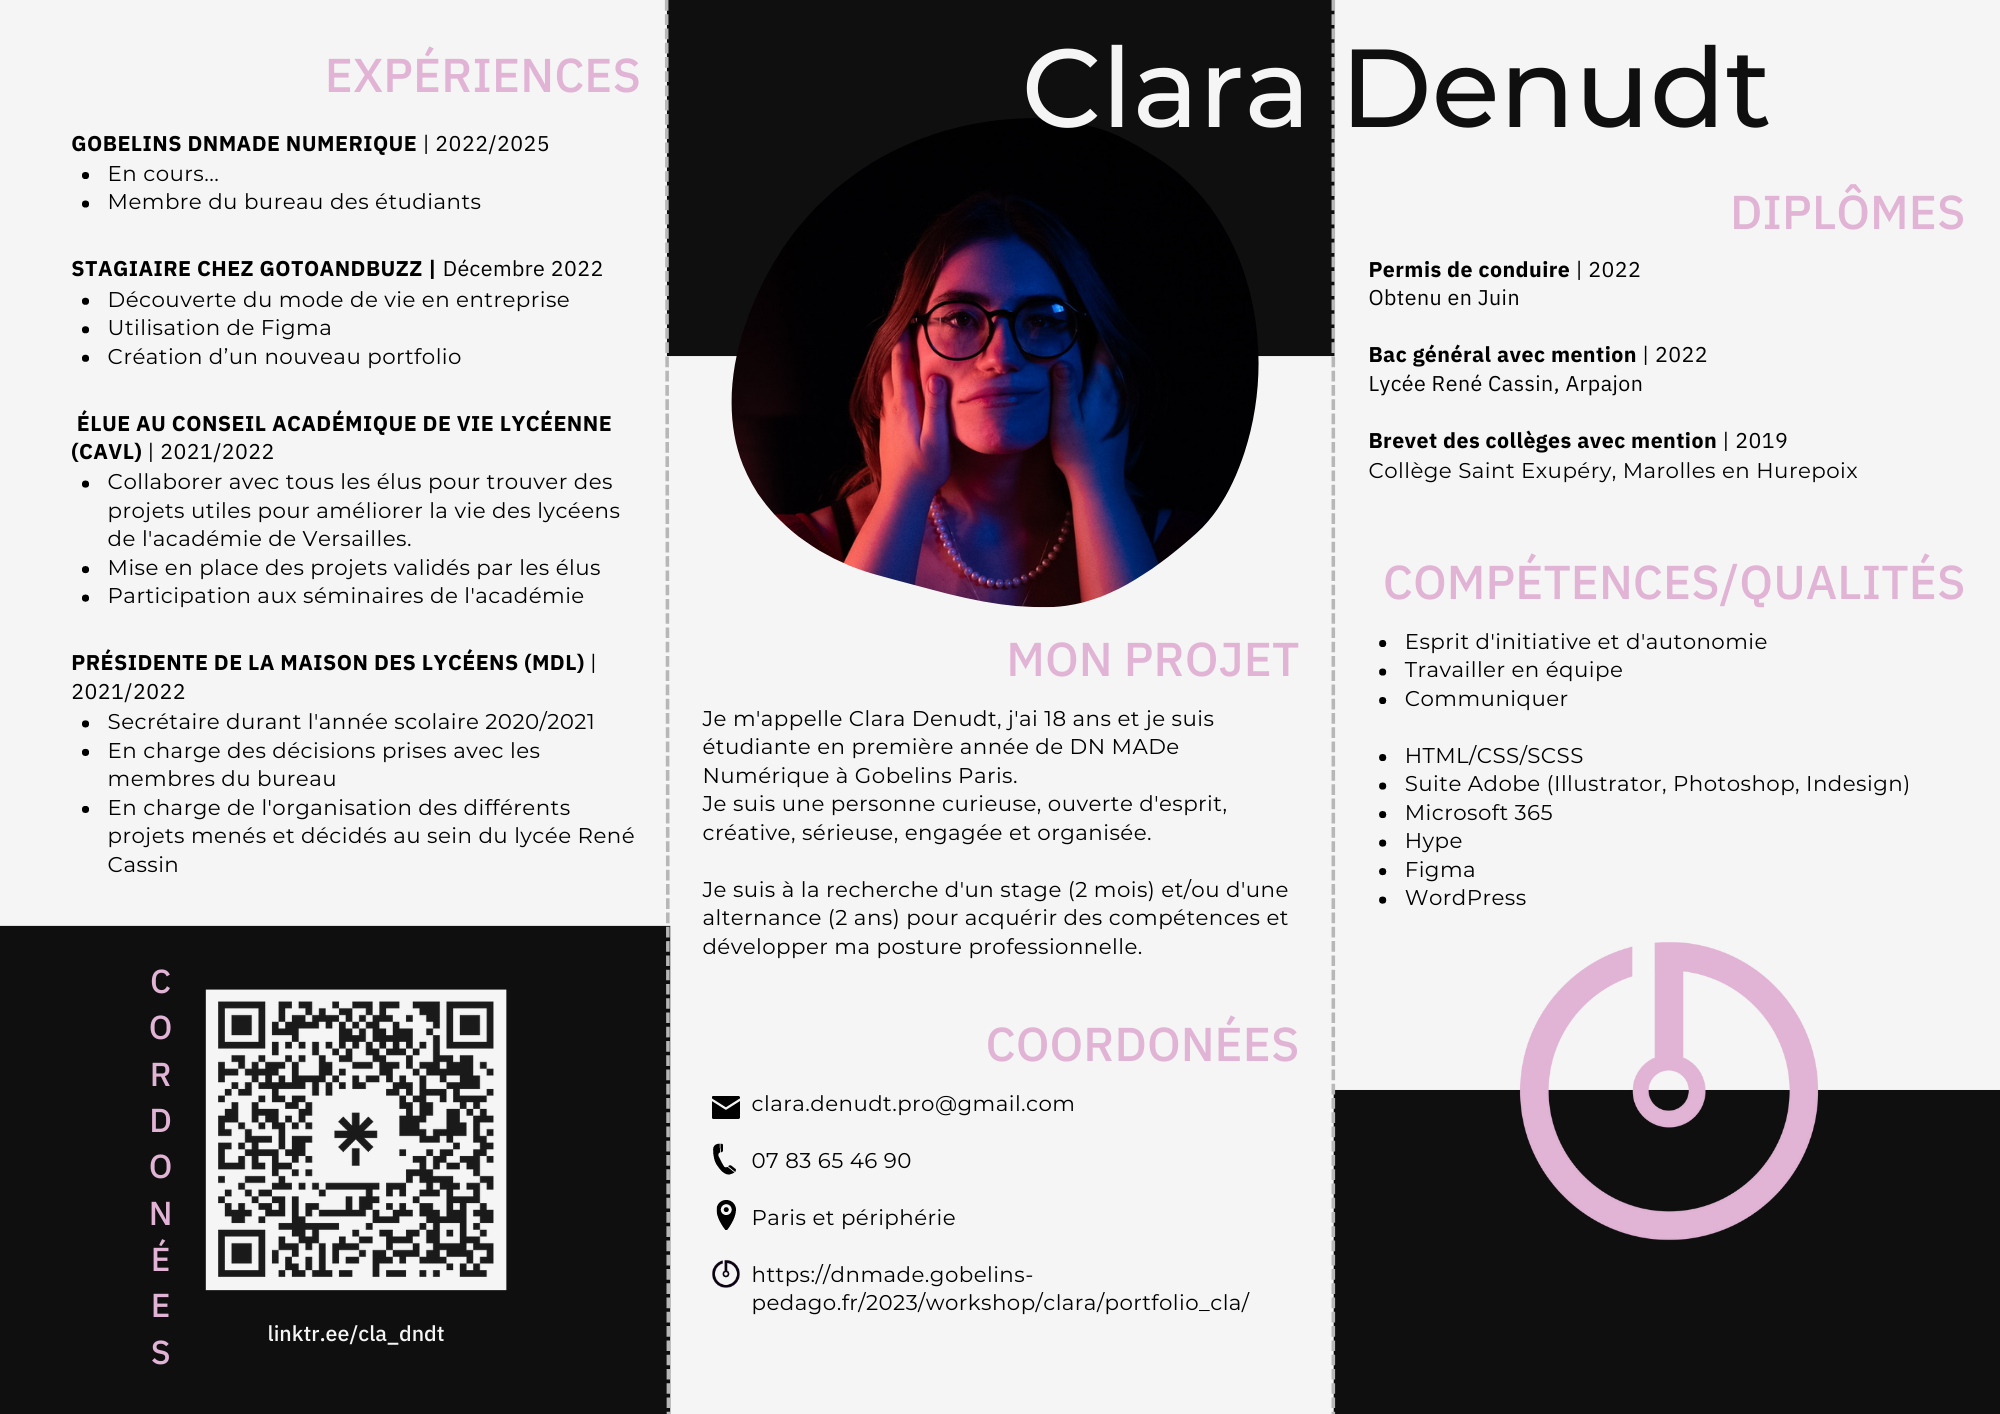 Clara Denudt
EXPÉRIENCES
GOBELINS DNMADE NUMERIQUE | 2022/2025
• En cours...
• Membre du bureau des étudiants
STAGIAIRE CHEZ GOTOANDBUZZ | Décembre 2022
• Découverte du mode de vie en entreprise
• Utilisation de Figma
• Création d’un nouveau portfolio
ÉLUE AU CONSEIL ACADÉMIQUE DE VIE LYCÉENNE
(CAVL) | 2021/2022
• Collaborer avec tous les élus pour trouver des
projets utiles pour améliorer la vie des lycéens
de l'académie de Versailles.
• Mise en place des projets validés par les élus
• Participation aux séminaires de l'académie
PRÉSIDENTE DE LA MAISON DES LYCÉENS (MDL) |
2021/2022
• Secrétaire durant l'année scolaire 2020/2021
• En charge des décisions prises avec les
membres du bureau
• En charge de l'organisation des différents
projets menés et décidés au sein du lycée René
Cassin
C
O
R
D
O
N
É
E
S
linktr.ee/cla_dndt
MON PROJET
Je m'appelle Clara Denudt, j'ai 18 ans et je suis
étudiante en première année de DN MADe
Numérique à Gobelins Paris.
Je suis une personne curieuse, ouverte d'esprit,
créative, sérieuse, engagée et organisée.
Je suis à la recherche d'un stage (2 mois) et/ou d'une
alternance (2 ans) pour acquérir des compétences et
développer ma posture professionnelle.
COORDONÉES
clara.denudt.pro@gmail.com
07 83 65 46 90
Paris et périphérie
https://dnmade.gobelins-
pedago.fr/2023/workshop/clara/portfolio_cla/
DIPLÔMES
Permis de conduire | 2022
Obtenu en Juin
Bac général avec mention | 2022
Lycée René Cassin, Arpajon
Brevet des collèges avec mention | 2019
Collège Saint Exupéry, Marolles en Hurepoix
COMPÉTENCES/QUALITÉS
• Esprit d'initiative et d'autonomie
• Travailler en équipe
• Communiquer
• HTML/CSS/SCSS
• Suite Adobe (Illustrator, Photoshop, Indesign)
• Microsoft 365
• Hype
• Figma
• WordPress